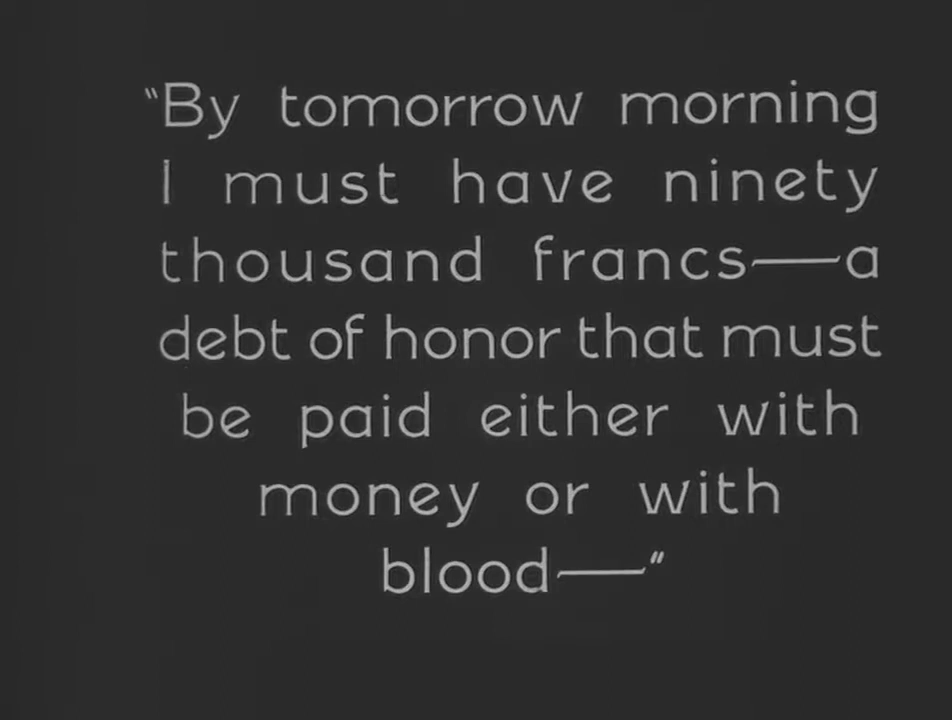 "By tomorrow morning
I must have ninety
thousand francs—a
debt of honor that must
be paid either with
money or with
blood—"